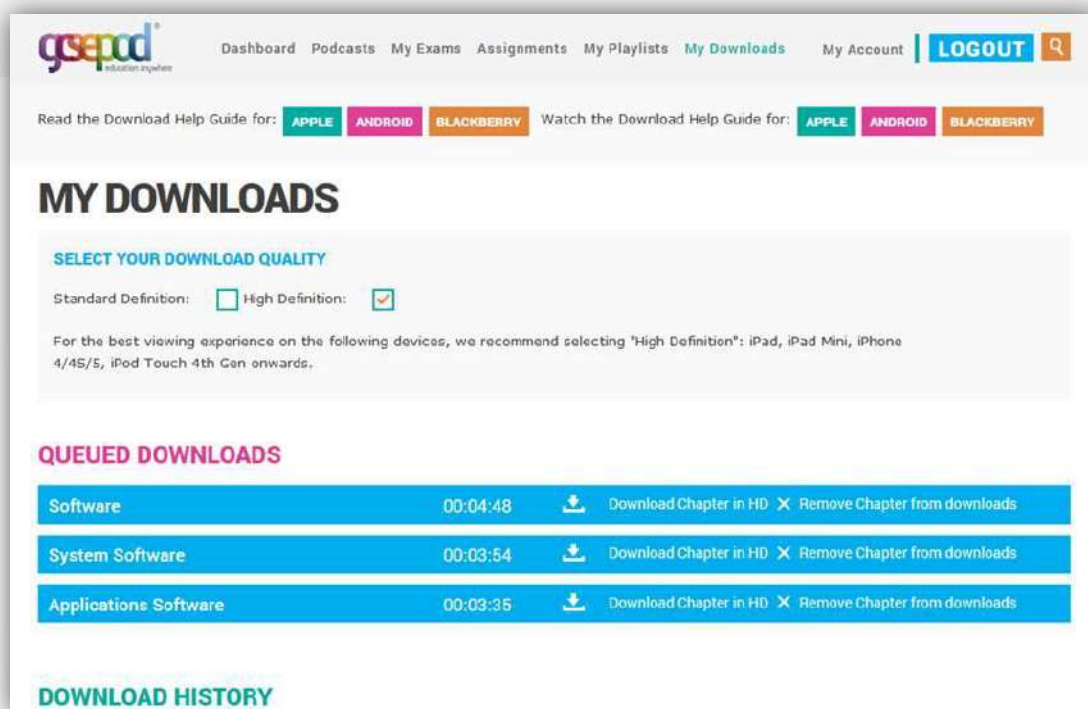 gcsepod®
education anywhere
Dashboard Podcasts My Exams Assignments My Playlists My Downloads My Account LOGOUT
Read the Download Help Guide for: APPLE ANDROID BLACKBERRY Watch the Download Help Guide for: APPLE ANDROID BLACKBERRY
MY DOWNLOADS
SELECT YOUR DOWNLOAD QUALITY
Standard Definition: High Definition:
For the best viewing experience on the following devices, we recommend selecting "High Definition": iPad, iPad Mini, iPhone
4/4S/5, iPod Touch 4th Gen onwards.
QUEUED DOWNLOADS
Software 00:04:48 Download Chapter in HD X Remove Chapter from downloads
System Software 00:03:54 Download Chapter in HD X Remove Chapter from downloads
Applications Software 00:03:35 Download Chapter in HD X Remove Chapter from downloads
DOWNLOAD HISTORY